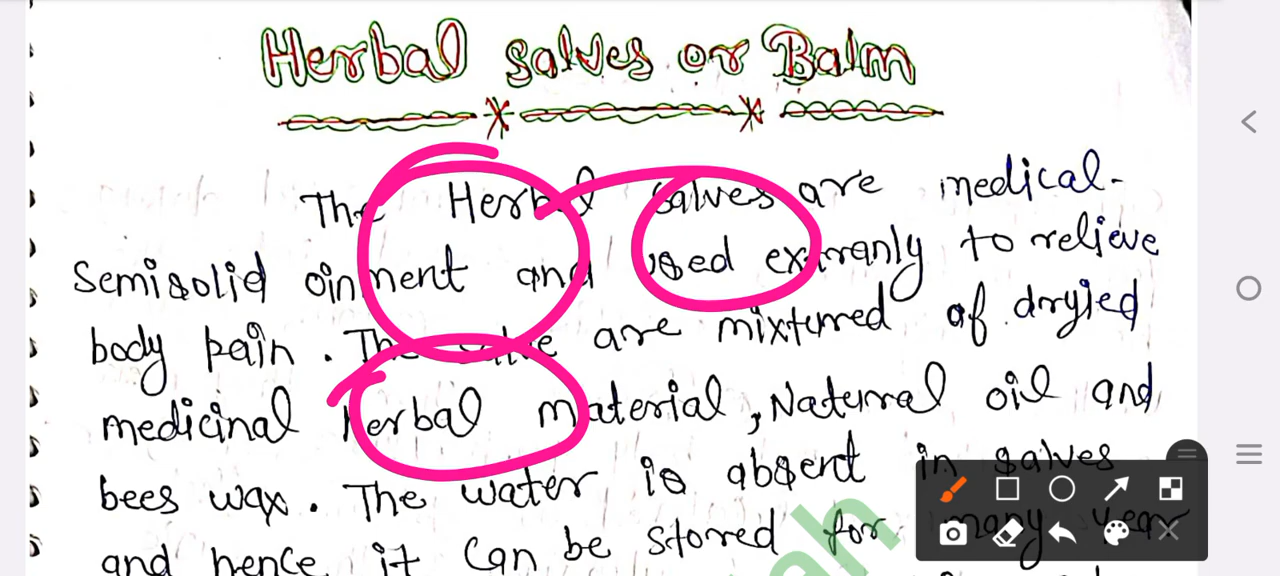 Herbal salves or Balm
The Herbal salves are medical-
semisolid oinment and used extranly to relieve
body pain. The salve are mixtured of dryied
medicinal herbal material, Natural oil and
bees wax. The water is absent in salves
and hence it can be stored for many year
ah